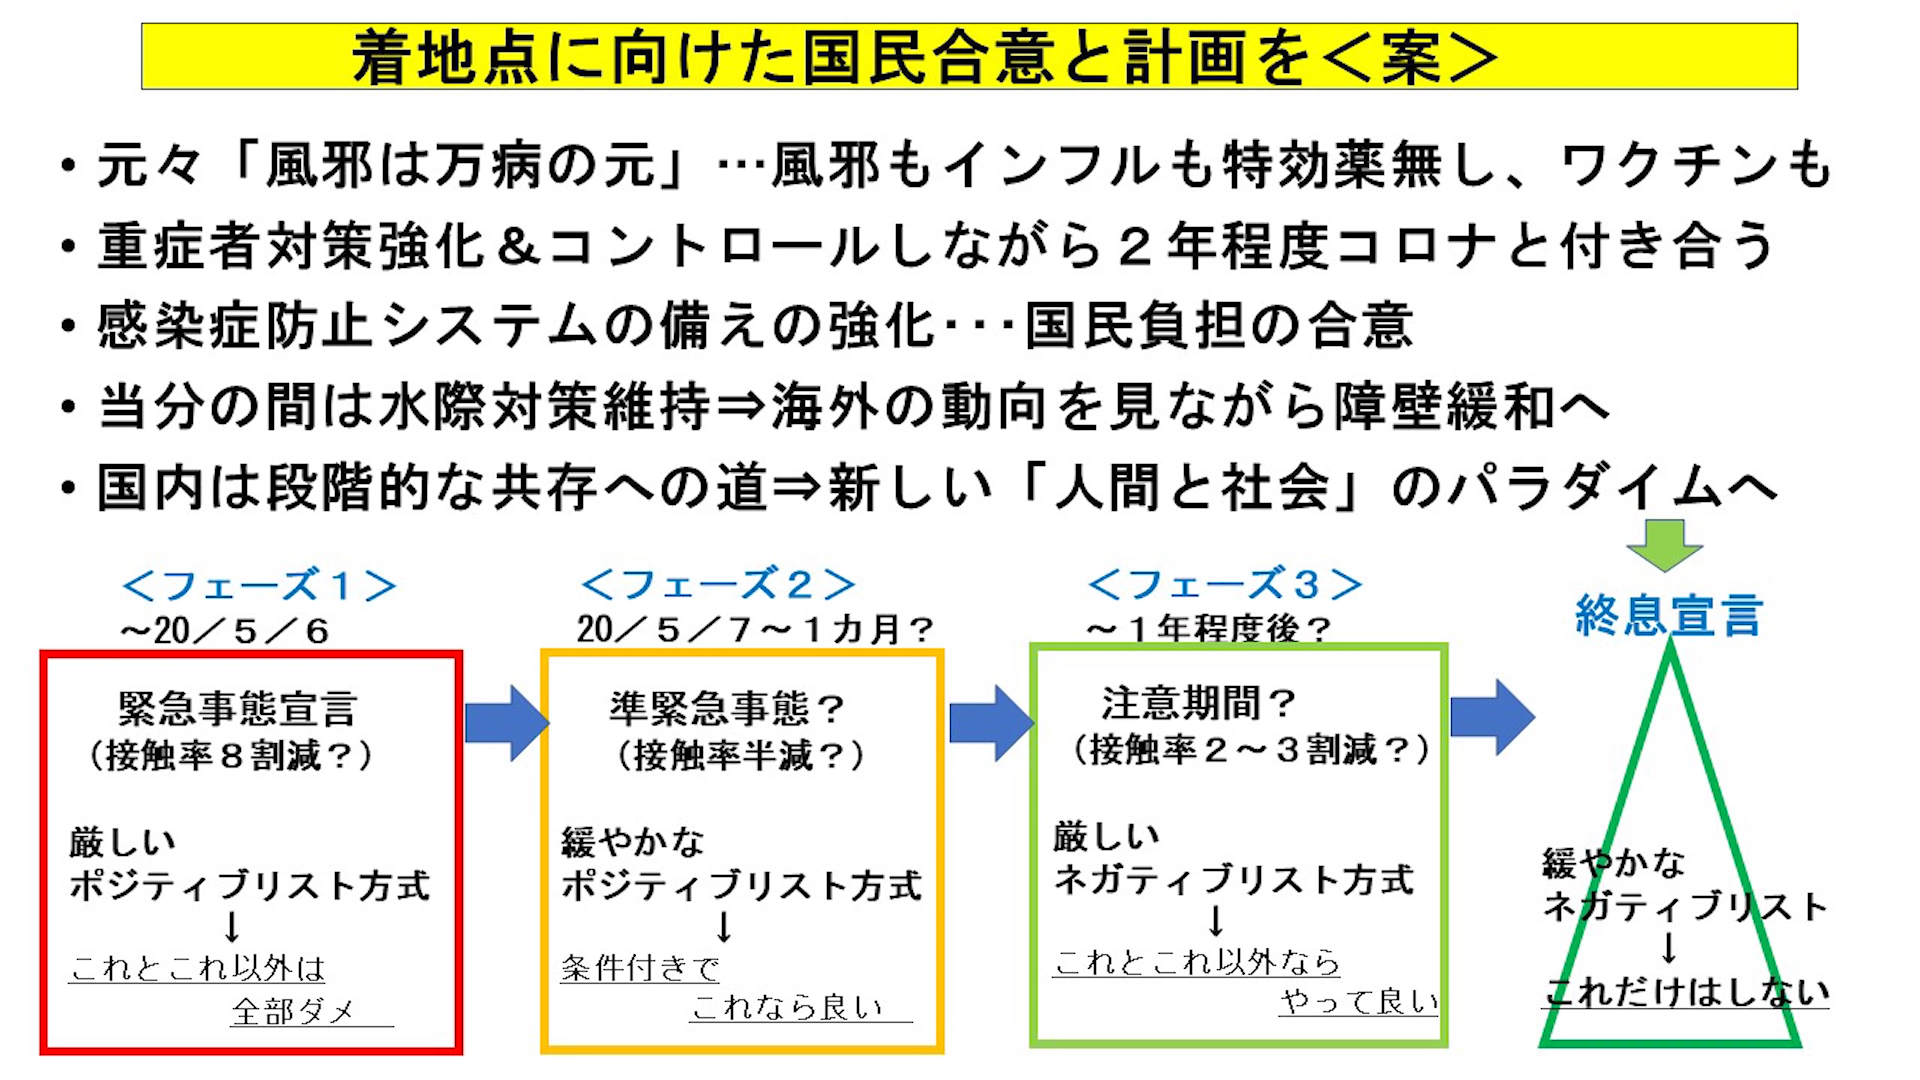 着地点に向けた国民合意と計画を＜案＞
・元々「風邪は万病の元」…風邪もインフルも特効薬無し、ワクチンも
・重症者対策強化＆コントロールしながら２年程度コロナと付き合う
・感染症防止システムの備えの強化･･･国民負担の合意
・当分の間は水際対策維持⇒海外の動向を見ながら障壁緩和へ
・国内は段階的な共存への道⇒新しい「人間と社会」のパラダイムへ
＜フェーズ１＞
～20／５／６
緊急事態宣言
（接触率８割減？）
厳しい
ポジティブリスト方式
↓
これとこれ以外は
全部ダメ
＜フェーズ２＞
20／５／７～１カ月？
準緊急事態？
（接触率半減？）
緩やかな
ポジティブリスト方式
↓
条件付きで
これなら良い
＜フェーズ３＞
～１年程度後？
注意期間？
（接触率２～３割減？）
厳しい
ネガティブリスト方式
↓
これとこれ以外なら
やって良い
終息宣言
緩やかな
ネガティブリスト
↓
これだけはしない